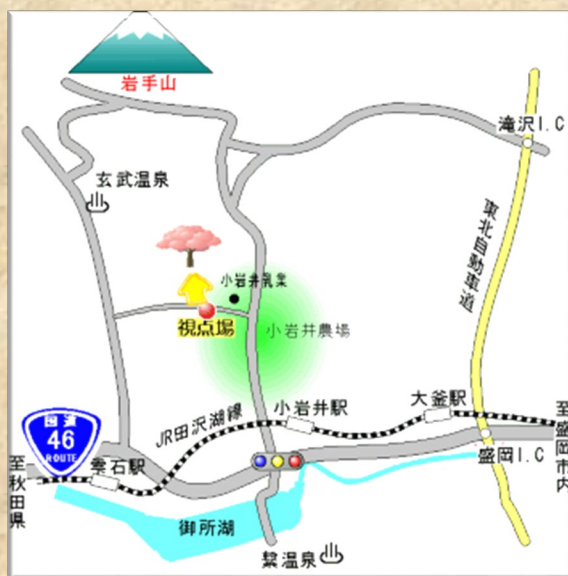 岩手山
滝沢I.C
玄武温泉
東北自動車道
小岩井乳業
視点場
小岩井農場
大釜駅
小岩井駅
JR田沢湖線
至盛岡市内
国道
46
ROUTE
雫石駅
盛岡I.C
至秋田県
御所湖
繋温泉